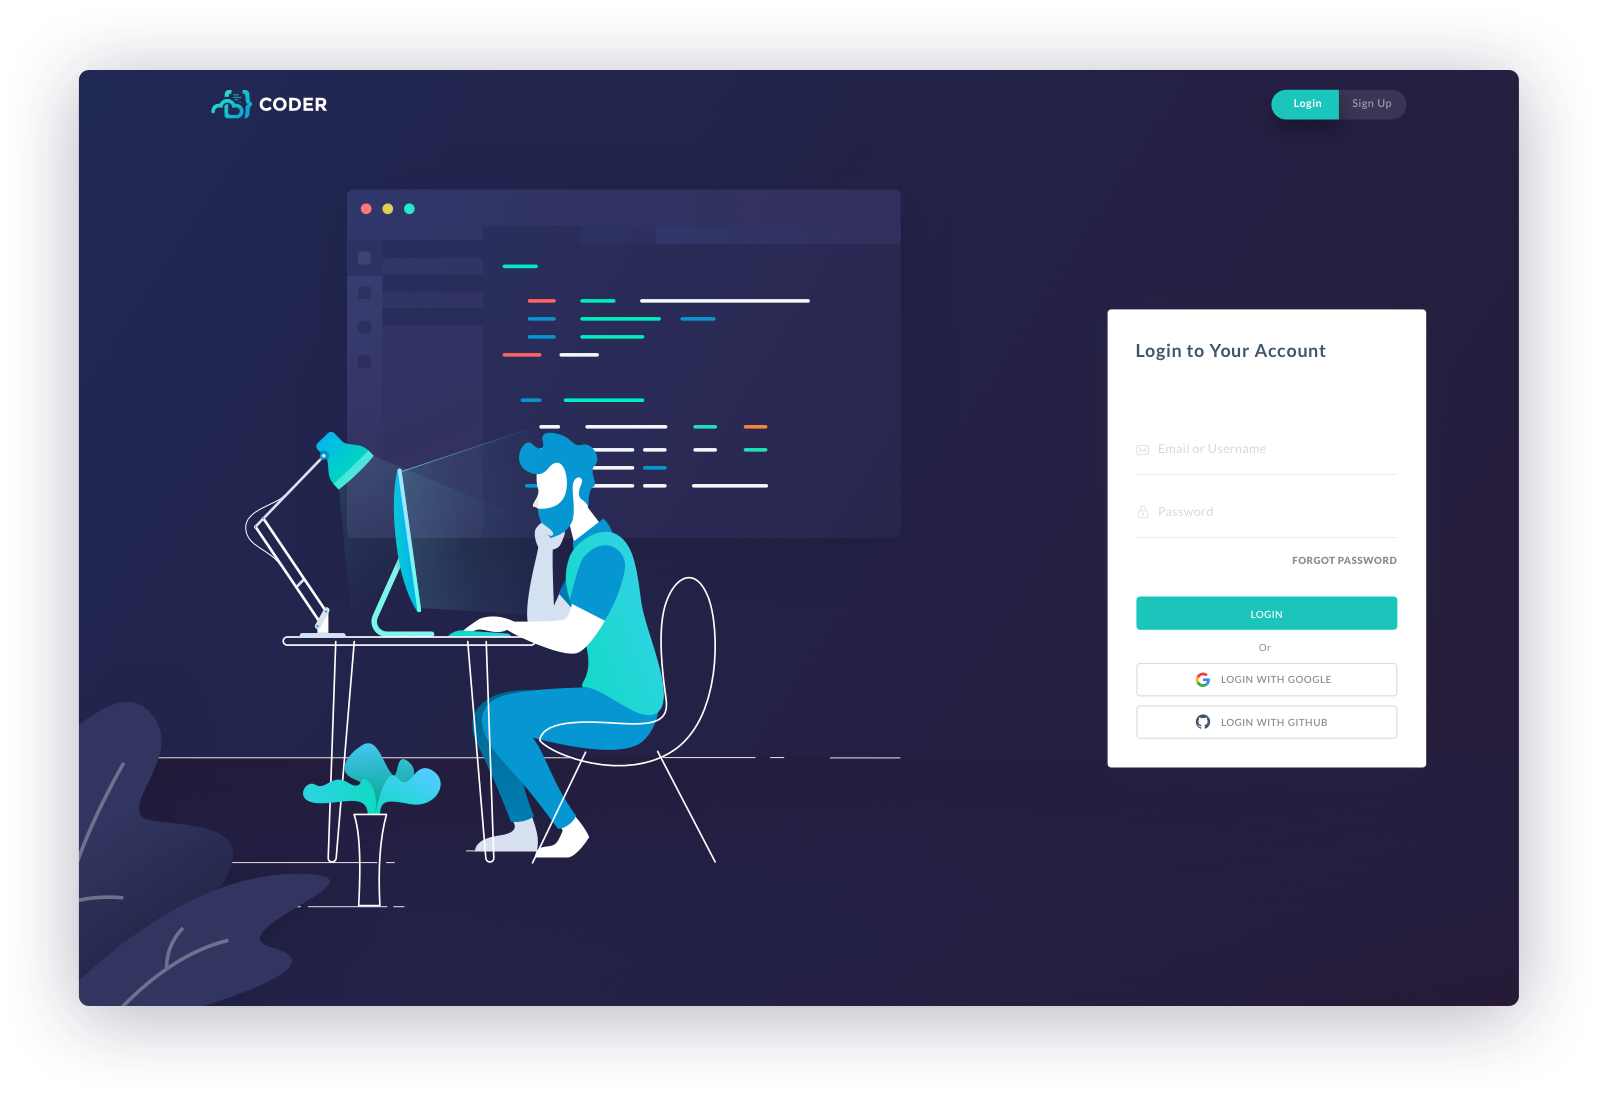 CODER
Login
Sign Up
Login to Your Account
Email or Username
Password
FORGOT PASSWORD
LOGIN
Or
LOGIN WITH GOOGLE
LOGIN WITH GITHUB